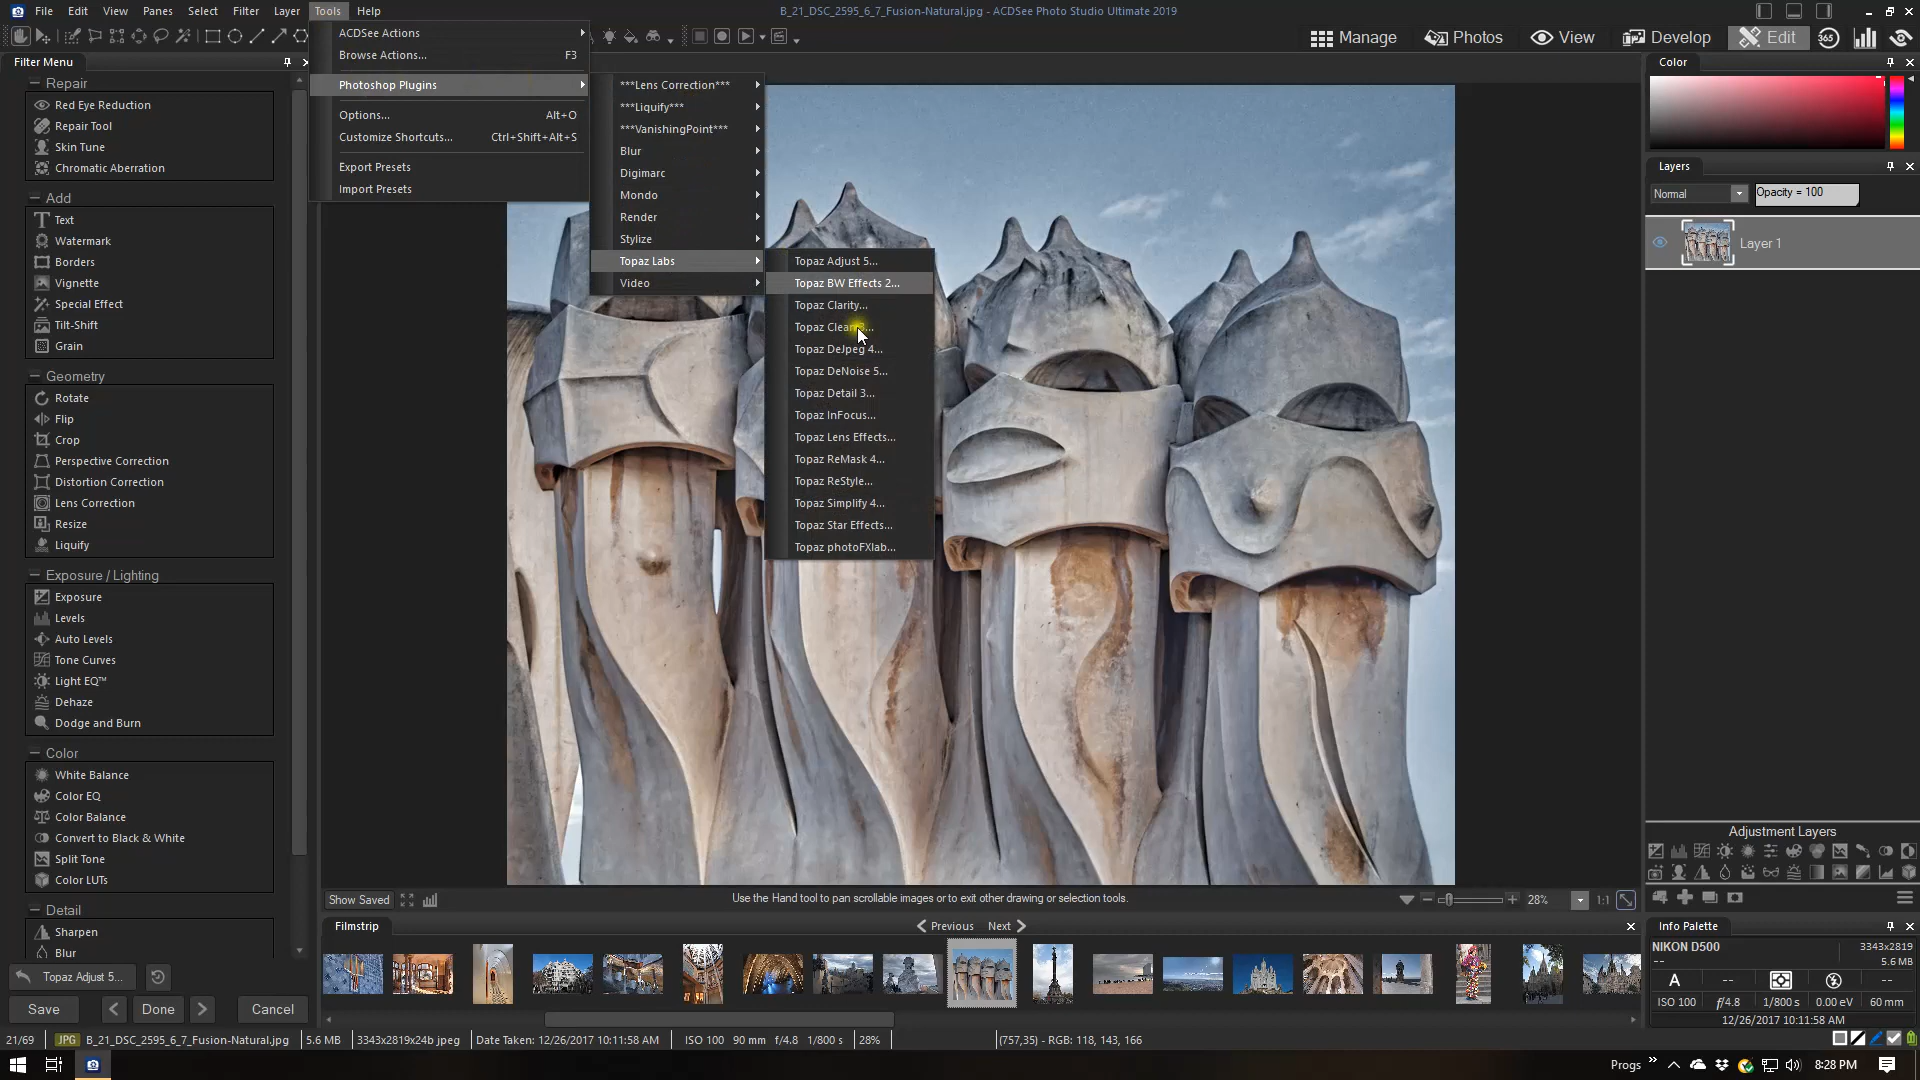 File Edit View Panes Select Filter Layer Tools Help
B_21_DSC_2595_6_7_Fusion-Natural.jpg - ACDSee Photo Studio Ultimate 2019
Manage Photos View Develop Edit 365
Filter Menu
Repair
Red Eye Reduction
Repair Tool
Skin Tune
Chromatic Aberration
Add
Text
Watermark
Borders
Vignette
Special Effect
Tilt-Shift
Grain
Geometry
Rotate
Flip
Crop
Perspective Correction
Distortion Correction
Lens Correction
Resize
Liquify
Exposure / Lighting
Exposure
Levels
Auto Levels
Tone Curves
Light EQ™
Dehaze
Dodge and Burn
Color
White Balance
Color EQ
Color Balance
Convert to Black & White
Split Tone
Color LUTs
Detail
Sharpen
Blur
Topaz Adjust 5...
Save Done Cancel
ACDSee Actions
Browse Actions... F3
Photoshop Plugins
Options... Alt+O
Customize Shortcuts... Ctrl+Shift+Alt+S
Export Presets
Import Presets
***Lens Correction***
***Liquify***
***VanishingPoint***
Blur
Digimarc
Mondo
Render
Stylize
Topaz Labs
Video
Topaz Adjust 5...
Topaz BW Effects 2...
Topaz Clarity...
Topaz DeJpeg 4...
Topaz DeNoise 5...
Topaz Detail 3...
Topaz InFocus...
Topaz Lens Effects...
Topaz ReMask 4...
Topaz ReStyle...
Topaz Simplify 4...
Topaz Star Effects...
Topaz photoFXlab...
Color
Layers
Normal Opacity = 100
Layer 1
Adjustment Layers
Show Saved
Use the Hand tool to pan scrollable images or to exit other drawing or selection tools.
28% 1:1
Filmstrip
Previous Next
Info Palette
NIKON D500 3343x2819
-- 5.6 MB
A -- --
ISO 100 f/4.8 1/800 s 0.00 eV 60 mm
12/26/2017 10:11:58 AM
21/69 JPG B_21_DSC_2595_6_7_Fusion-Natural.jpg 5.6 MB 3343x2819x24b jpeg Date Taken: 12/26/2017 10:11:58 AM ISO 100 90 mm f/4.8 1/800 s 28% (757,35) - RGB: 118, 143, 166
Progs 8:28 PM